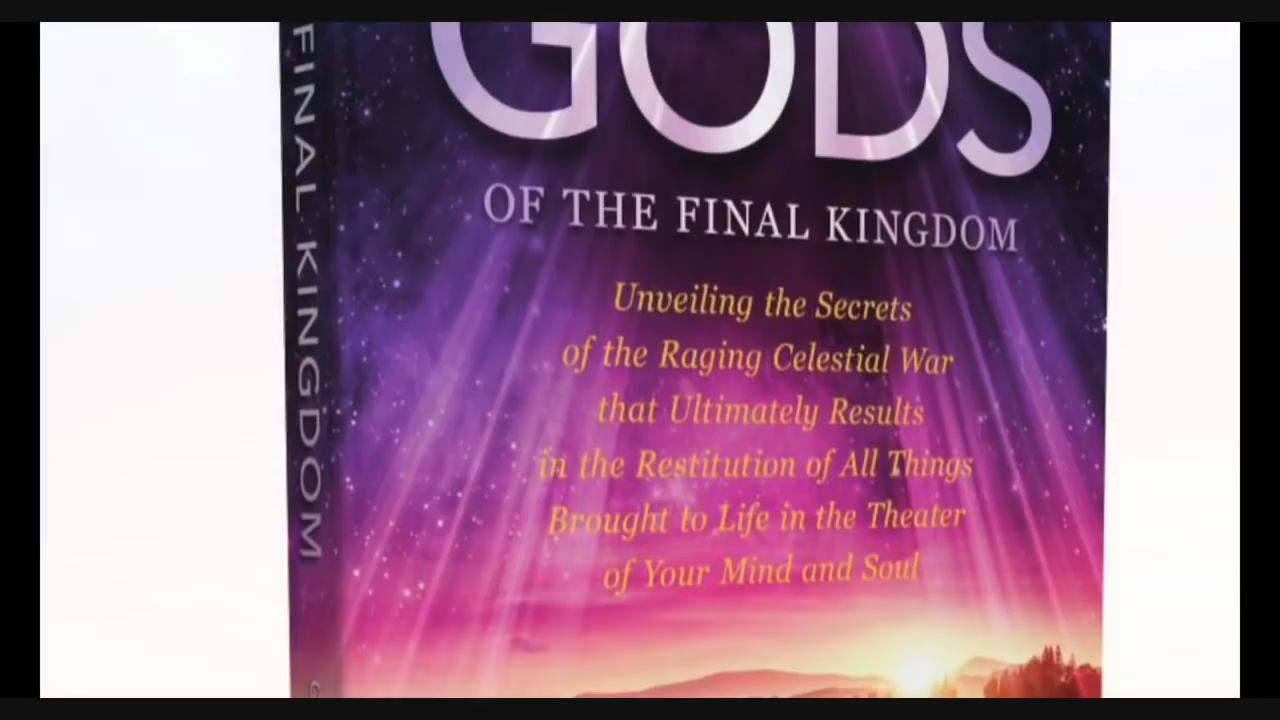 GODS
OF THE FINAL KINGDOM
Unveiling the Secrets
of the Raging Celestial War
that Ultimately Results
in the Restitution of All Things
Brought to Life in the Theater
of Your Mind and Soul
FINAL KINGDOM